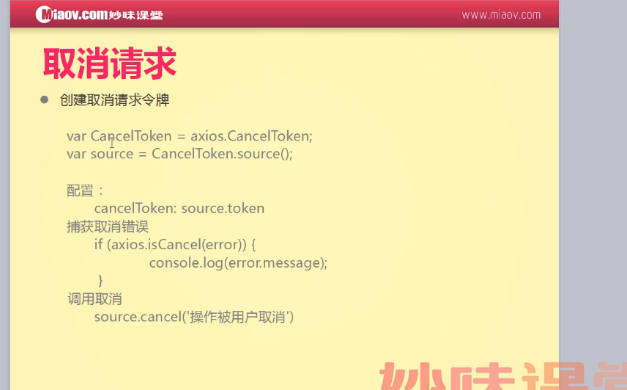 Miaov.com妙味课堂
www.miaov.com
取消请求
● 创建取消请求令牌
var CancelToken = axios.CancelToken;
var source = CancelToken.source();
配置：
cancelToken: source.token
捕获取消错误
if (axios.isCancel(error)) {
console.log(error.message);
}
调用取消
source.cancel('操作被用户取消')
妙味课堂